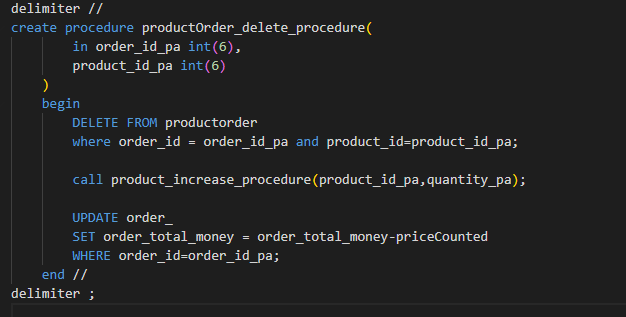 delimiter //
create procedure productOrder_delete_procedure(
in order_id_pa int(6),
product_id_pa int(6)
)
begin
DELETE FROM productorder
where order_id = order_id_pa and product_id=product_id_pa;
call product_increase_procedure(product_id_pa,quantity_pa);
UPDATE order_
SET order_total_money = order_total_money-priceCounted
WHERE order_id=order_id_pa;
end //
delimiter ;